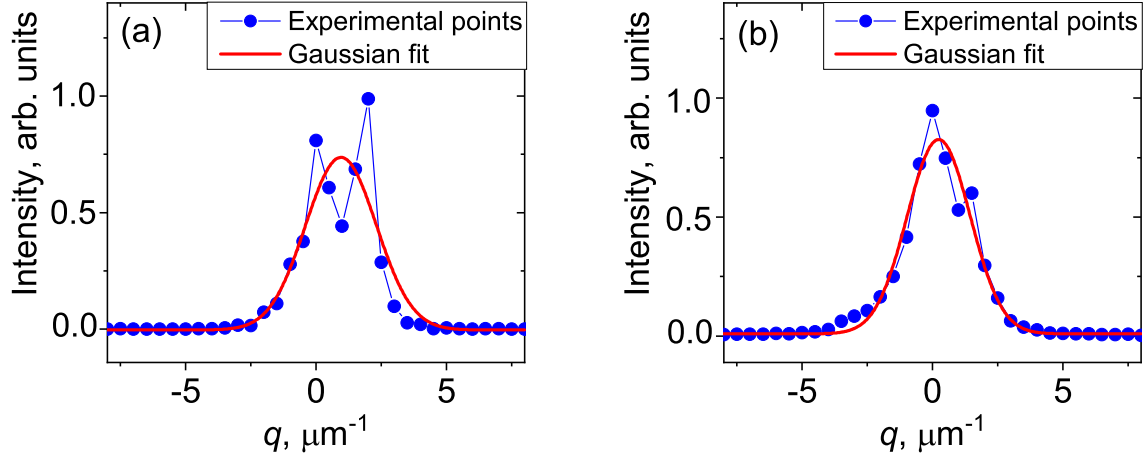 (a)
Experimental points
Gaussian fit
Intensity, arb. units
1.0
0.5
0.0
-5 0 5
q, μm-1
(b)
Experimental points
Gaussian fit
Intensity, arb. units
1.0
0.5
0.0
-5 0 5
q, μm-1